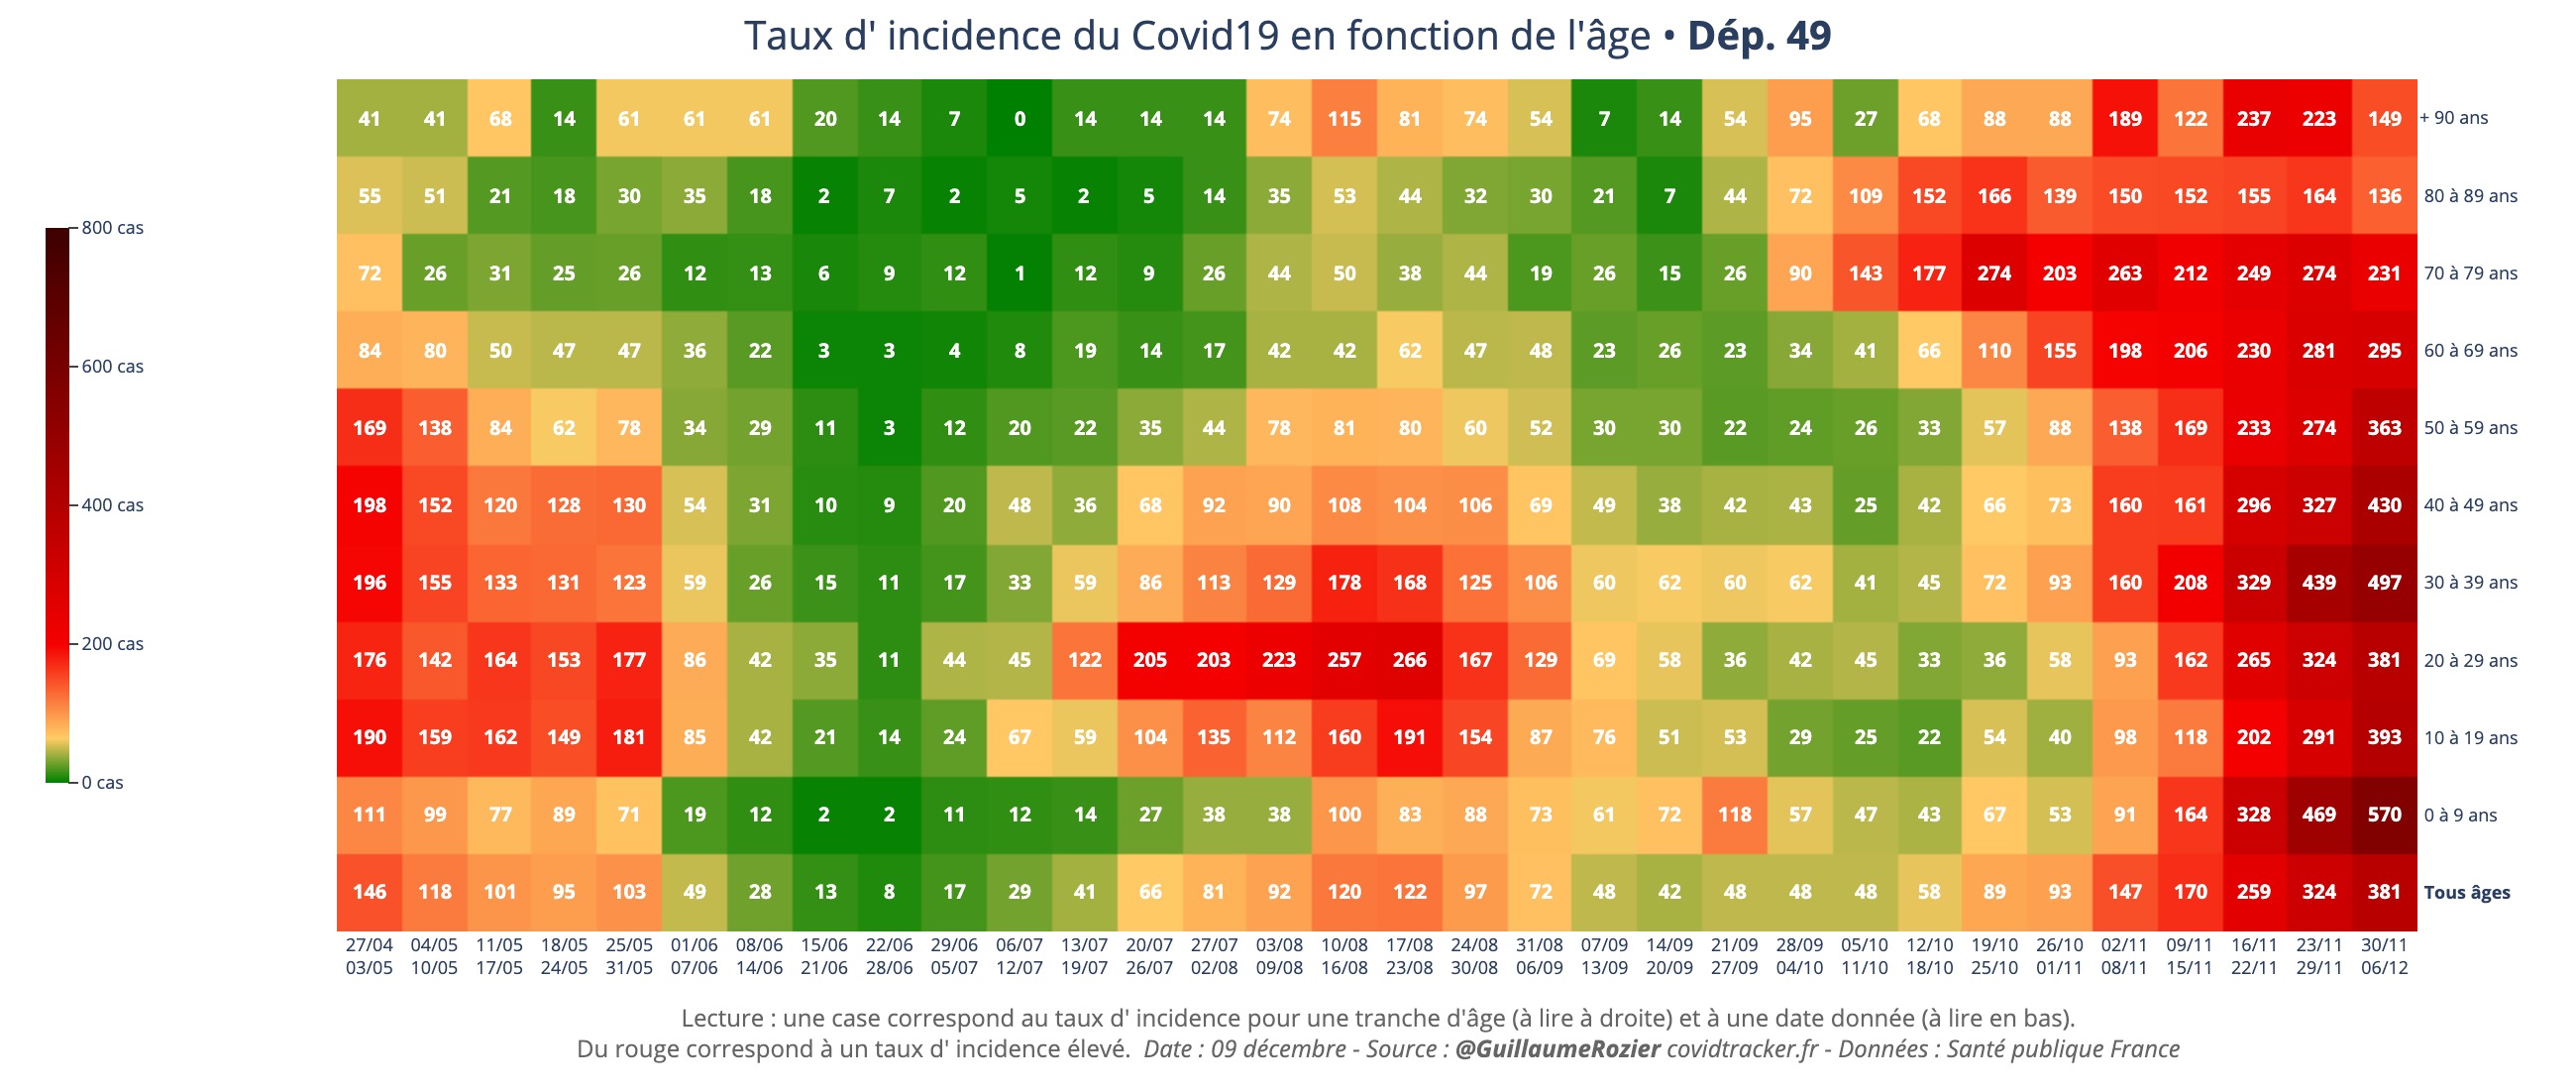 Taux d' incidence du Covid19 en fonction de l'âge • Dép. 49
41 41 68 14 61 61 61 20 14 7 0 14 14 14 74 115 81 74 54 7 14 54 95 27 68 88 88 189 122 237 223 149 + 90 ans
55 51 21 18 30 35 18 2 7 2 5 2 5 14 35 53 44 32 30 21 7 44 72 109 152 166 139 150 152 155 164 136 80 à 89 ans
800 cas
72 26 31 25 26 12 13 6 9 12 1 12 9 26 44 50 38 44 19 26 15 26 90 143 177 274 203 263 212 249 274 231 70 à 79 ans
84 80 50 47 47 36 22 3 3 4 8 19 14 17 42 42 62 47 48 23 26 23 34 41 66 110 155 198 206 230 281 295 60 à 69 ans
600 cas
169 138 84 62 78 34 29 11 3 12 20 22 35 44 78 81 80 60 52 30 30 22 24 26 33 57 88 138 169 233 274 363 50 à 59 ans
400 cas
198 152 120 128 130 54 31 10 9 20 48 36 68 92 90 108 104 106 69 49 38 42 43 25 42 66 73 160 161 296 327 430 40 à 49 ans
196 155 133 131 123 59 26 15 11 17 33 59 86 113 129 178 168 125 106 60 62 60 62 41 45 72 93 160 208 329 439 497 30 à 39 ans
200 cas
176 142 164 153 177 86 42 35 11 44 45 122 205 203 223 257 266 167 129 69 58 36 42 45 33 36 58 93 162 265 324 381 20 à 29 ans
190 159 162 149 181 85 42 21 14 24 67 59 104 135 112 160 191 154 87 76 51 53 29 25 22 54 40 98 118 202 291 393 10 à 19 ans
0 cas
111 99 77 89 71 19 12 2 2 11 12 14 27 38 38 100 83 88 73 61 72 118 57 47 43 67 53 91 164 328 469 570 0 à 9 ans
146 118 101 95 103 49 28 13 8 17 29 41 66 81 92 120 122 97 72 48 42 48 48 48 58 89 93 147 170 259 324 381 Tous âges
27/04 04/05 11/05 18/05 25/05 01/06 08/06 15/06 22/06 29/06 06/07 13/07 20/07 27/07 03/08 10/08 17/08 24/08 31/08 07/09 14/09 21/09 28/09 05/10 12/10 19/10 26/10 02/11 09/11 16/11 23/11 30/11
03/05 10/05 17/05 24/05 31/05 07/06 14/06 21/06 28/06 05/07 12/07 19/07 26/07 02/08 09/08 16/08 23/08 30/08 06/09 13/09 20/09 27/09 04/10 11/10 18/10 25/10 01/11 08/11 15/11 22/11 29/11 06/12
Lecture : une case correspond au taux d' incidence pour une tranche d'âge (à lire à droite) et à une date donnée (à lire en bas).
Du rouge correspond à un taux d' incidence élevé. Date : 09 décembre - Source : @GuillaumeRozier covidtracker.fr - Données : Santé publique France